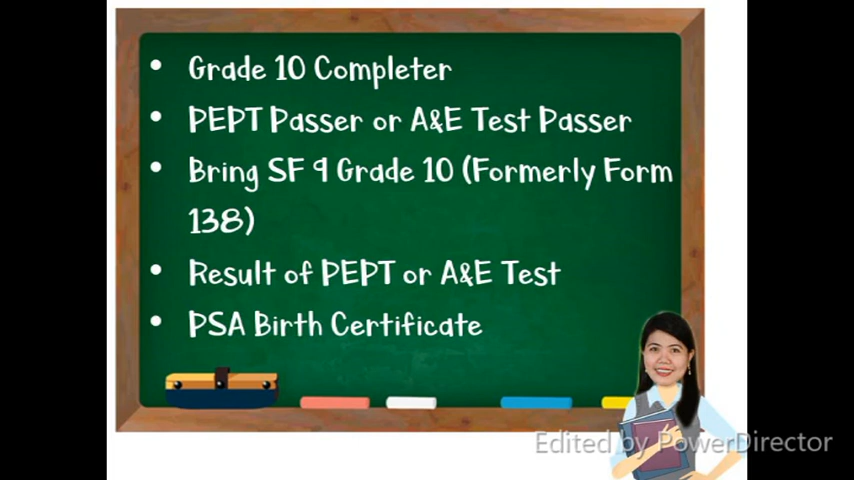 • Grade 10 Completer
• PEPT Passer or A&E Test Passer
• Bring SF 9 Grade 10 (Formerly Form
138)
• Result of PEPT or A&E Test
• PSA Birth Certificate
Edited by PowerDirector